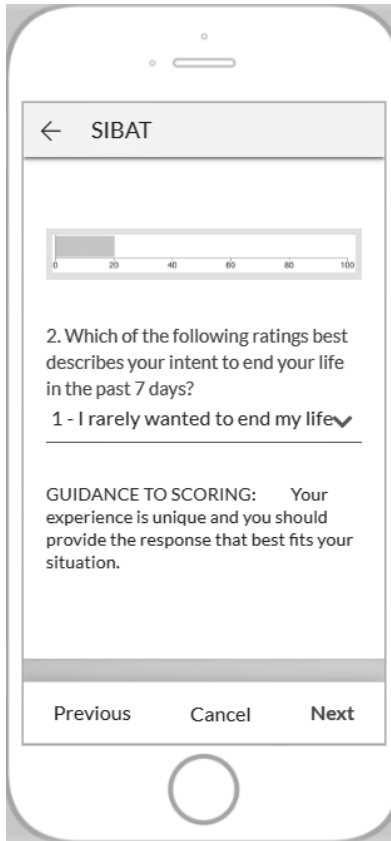 ← SIBAT
0 20 40 60 80 100
2. Which of the following ratings best
describes your intent to end your life
in the past 7 days?
1 - I rarely wanted to end my life
GUIDANCE TO SCORING: Your
experience is unique and you should
provide the response that best fits your
situation.
Previous Cancel Next